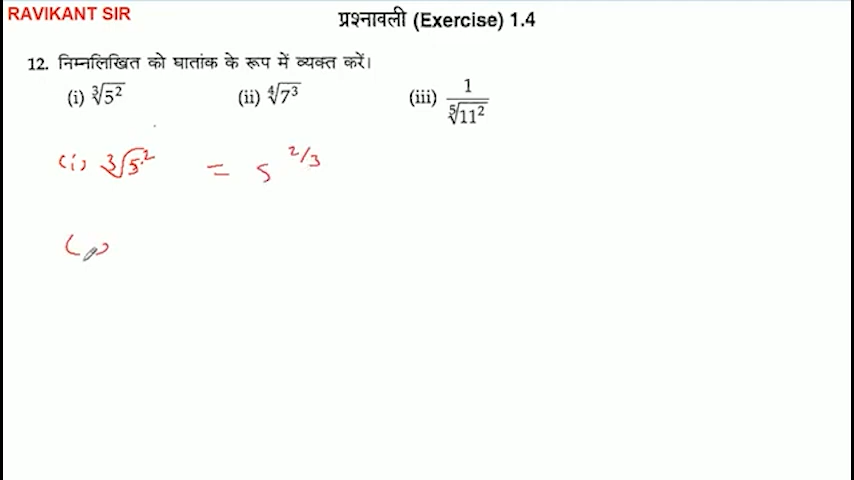 RAVIKANT SIR
प्रश्नावली (Exercise) 1.4
12. निम्नलिखित को घातांक के रूप में व्यक्त करें।
(i) ∛5² (ii) ∜7³ (iii) 1/⁵√11²
(i) ∛5² = 5^2/3
( )